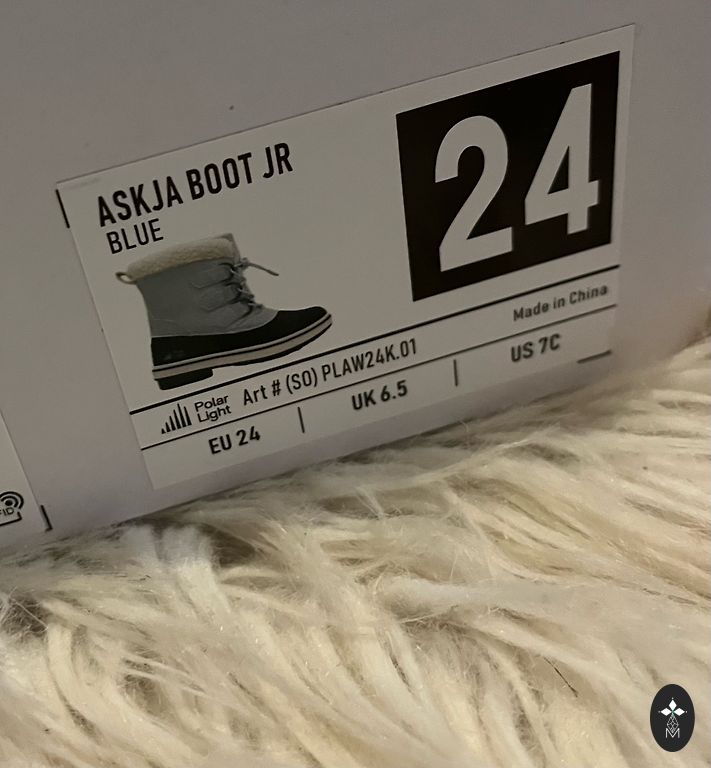 ASKJA BOOT JR
BLUE
24
Made in China
Polar
Light
Art # (SO) PLAW24K.01
EU 24
UK 6.5
US 7C
M